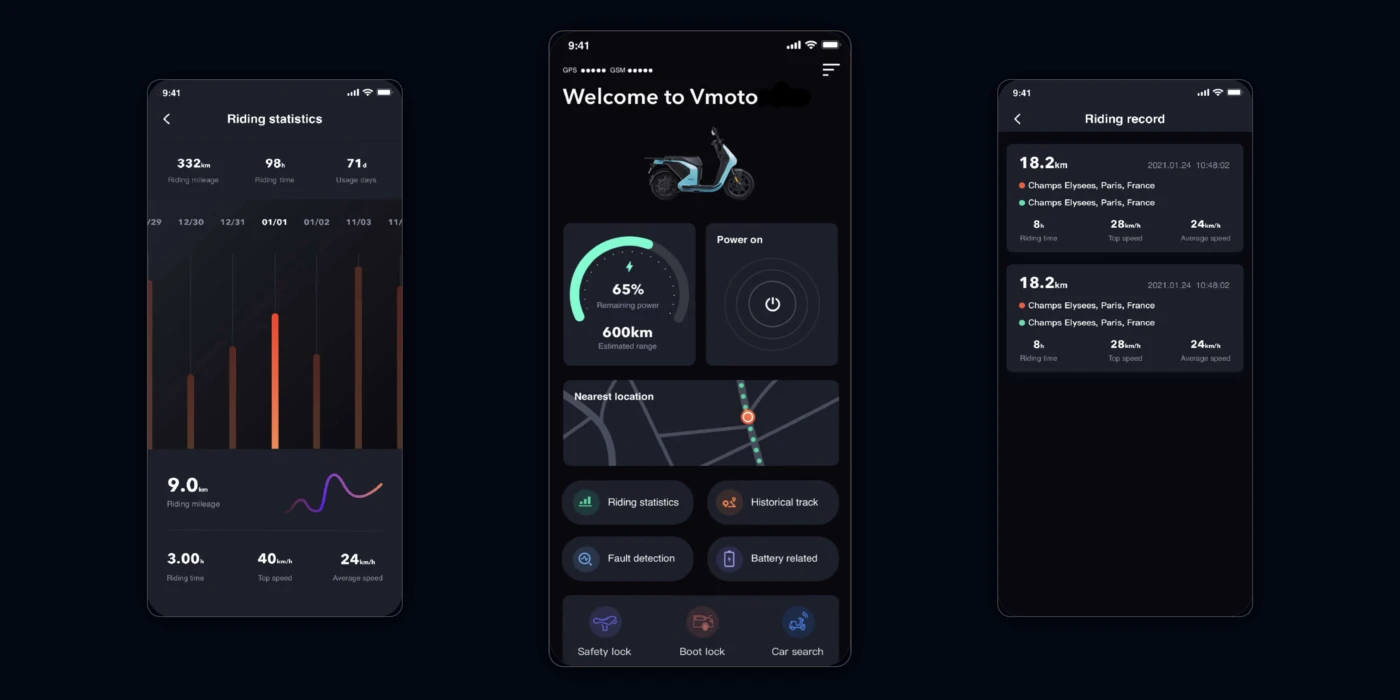 9:41
Riding statistics
332km 98h 71d
Riding mileage Riding time Usage days
/29 12/30 12/31 01/01 01/02 11/03 11/
9.0km
Riding mileage
3.00h 40km/h 24km/h
Riding time Top speed Average speed
9:41
GPS GSM
Welcome to Vmoto
65%
Remaining power
600km
Estimated range
Power on
Nearest location
Riding statistics Historical track
Fault detection Battery related
Safety lock Boot lock Car search
9:41
Riding record
18.2km 2021.01.24 10:48:02
Champs Elysees, Paris, France
Champs Elysees, Paris, France
8h 28km/h 24km/h
Riding time Top speed Average speed
18.2km 2021.01.24 10:48:02
Champs Elysees, Paris, France
Champs Elysees, Paris, France
8h 28km/h 24km/h
Riding time Top speed Average speed